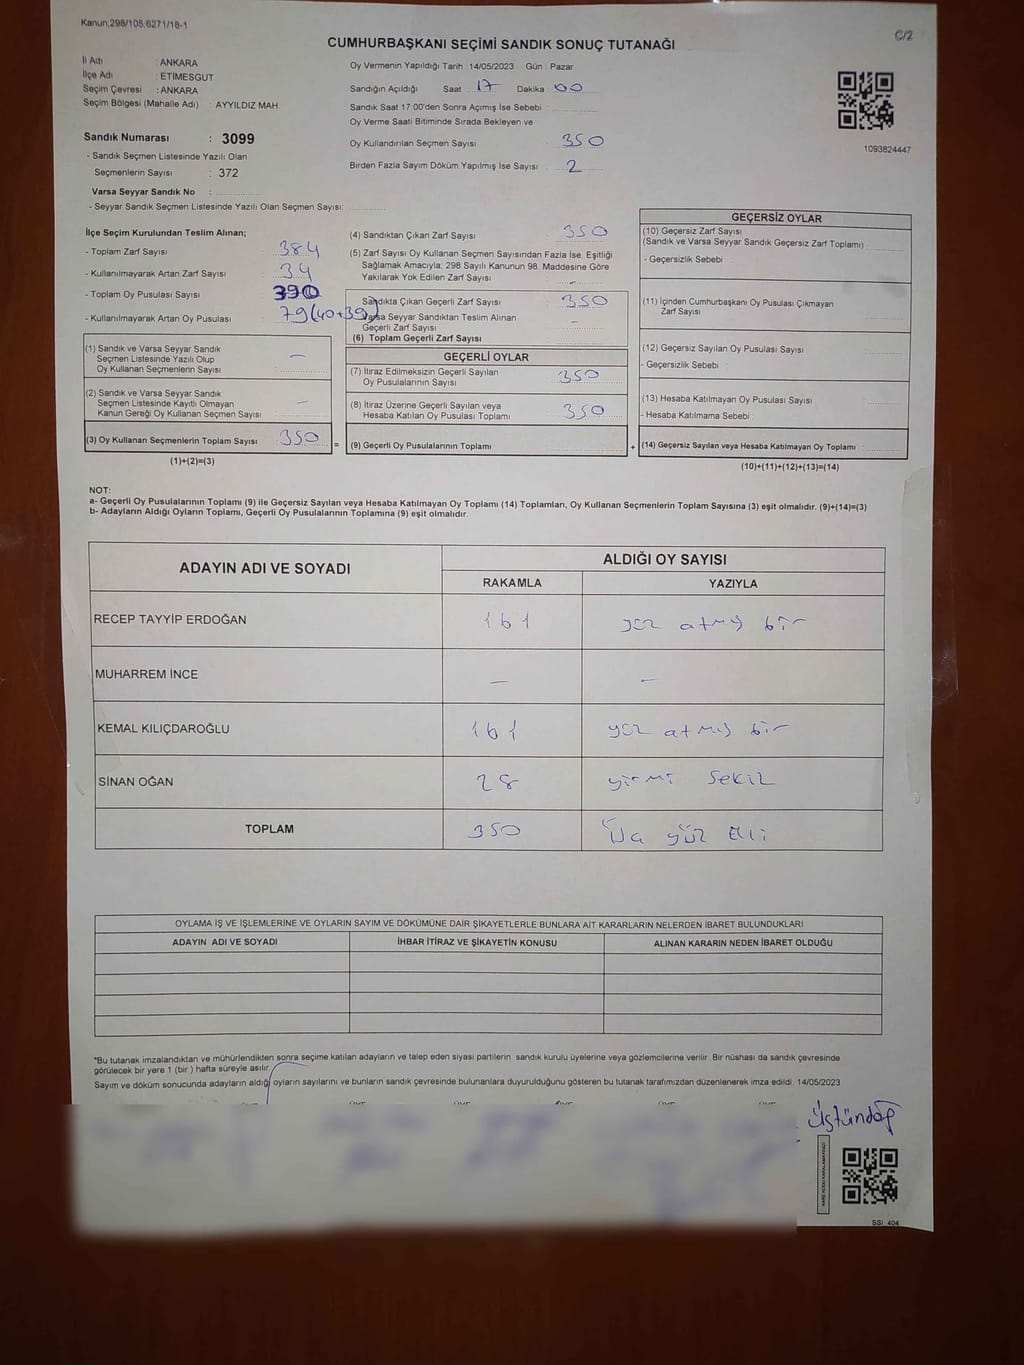 Kanun;298/105;6271/18-1
C/2
CUMHURBAŞKANI SEÇİMİ SANDIK SONUÇ TUTANAĞI
İl Adı : ANKARA
İlçe Adı : ETİMESGUT
Seçim Çevresi : ANKARA
Seçim Bölgesi (Mahalle Adı) : AYYILDIZ MAH.
Sandık Numarası : 3099
- Sandık Seçmen Listesinde Yazılı Olan
Seçmenlerin Sayısı : 372
Varsa Seyyar Sandık No :
- Seyyar Sandık Seçmen Listesinde Yazılı Olan Seçmen Sayısı:
Oy Vermenin Yapıldığı Tarih :14/05/2023 Gün : Pazar
Sandığın Açıldığı Saat 17 Dakika 00
Sandık Saat 17:00'den Sonra Açımış İse Sebebi :
Oy Verme Saati Bitiminde Sırada Bekleyen ve
Oy Kullandırılan Seçmen Sayısı : 350
Birden Fazla Sayım Döküm Yapılmış İse Sayısı : 2
1093824447
İlçe Seçim Kurulundan Teslim Alınan;
- Toplam Zarf Sayısı : 384
- Kullanılmayarak Artan Zarf Sayısı : 34
- Toplam Oy Pusulası Sayısı : 390
- Kullanılmayarak Artan Oy Pusulası : 79(40+39)
(1) Sandık ve Varsa Seyyar Sandık
Seçmen Listesinde Yazılı Olup
Oy Kullanan Seçmenlerin Sayısı : -
(2) Sandık ve Varsa Seyyar Sandık
Seçmen Listesinde Kayıtlı Olmayan
Kanun Gereği Oy Kullanan Seçmen Sayısı : -
(3) Oy Kullanan Seçmenlerin Toplam Sayısı : 350 =
(1)+(2)=(3)
(4) Sandıktan Çıkan Zarf Sayısı : 350
(5) Zarf Sayısı Oy Kullanan Seçmen Sayısından Fazla İse, Eşitliği
Sağlamak Amacıyla; 298 Sayılı Kanunun 98. Maddesine Göre
Yakılarak Yok Edilen Zarf Sayısı : -
Sandıkta Çıkan Geçerli Zarf Sayısı : 350
Varsa Seyyar Sandıktan Teslim Alınan
Geçerli Zarf Sayısı : -
(6) Toplam Geçerli Zarf Sayısı :
GEÇERLİ OYLAR
(7) İtiraz Edilmeksizin Geçerli Sayılan
Oy Pusulalarının Sayısı : 350
(8) İtiraz Üzerine Geçerli Sayılan veya
Hesaba Katılan Oy Pusulası Toplamı : 350
(9) Geçerli Oy Pusulalarının Toplamı : +
GEÇERSİZ OYLAR
(10) Geçersiz Zarf Sayısı
(Sandık ve Varsa Seyyar Sandık Geçersiz Zarf Toplamı) :
- Geçersizlik Sebebi :
(11) İçinden Cumhurbaşkanı Oy Pusulası Çıkmayan
Zarf Sayısı :
(12) Geçersiz Sayılan Oy Pusulası Sayısı :
- Geçersizlik Sebebi :
(13) Hesaba Katılmayan Oy Pusulası Sayısı :
- Hesaba Katılmama Sebebi :
(14) Geçersiz Sayılan veya Hesaba Katılmayan Oy Toplamı :
(10)+(11)+(12)+(13)=(14)
NOT:
a- Geçerli Oy Pusulalarının Toplamı (9) ile Geçersiz Sayılan veya Hesaba Katılmayan Oy Toplamı (14) Toplamları, Oy Kullanan Seçmenlerin Toplam Sayısına (3) eşit olmalıdır. (9)+(14)=(3)
b- Adayların Aldığı Oyların Toplamı, Geçerli Oy Pusulalarının Toplamına (9) eşit olmalıdır.
ADAYIN ADI VE SOYADI ALDIĞI OY SAYISI
RAKAMLA YAZIYLA
RECEP TAYYİP ERDOĞAN 161 yüz atmış bir
MUHARREM İNCE - -
KEMAL KILIÇDAROĞLU 161 yüz atmış bir
SİNAN OĞAN 28 yirmi sekiz
TOPLAM 350 Üç yüz Elli
OYLAMA İŞ VE İŞLEMLERİNE VE OYLARIN SAYIM VE DÖKÜMÜNE DAİR ŞİKAYETLERLE BUNLARA AİT KARARLARIN NELERDEN İBARET BULUNDUKLARI
ADAYIN ADI VE SOYADI İHBAR İTİRAZ VE ŞİKAYETİN KONUSU ALINAN KARARIN NEDEN İBARET OLDUĞU
*Bu tutanak imzalandıktan ve mühürlendikten sonra seçime katılan adayların ve talep eden siyasi partilerin sandık kurulu üyelerine veya gözlemcilerine verilir. Bir nüshası da sandık çevresinde
görülecek bir yere 1 (bir ) hafta süreyle asılır.
Sayım ve döküm sonucunda adayların aldığı oyların sayılarını ve bunların sandık çevresinde bulunanlara duyurulduğunu gösteren bu tutanak tarafımızdan düzenlenerek imza edildi. 14/05/2023
Üstündağ
KARE KODU KARALAMAYINIZ!
SSİ 404